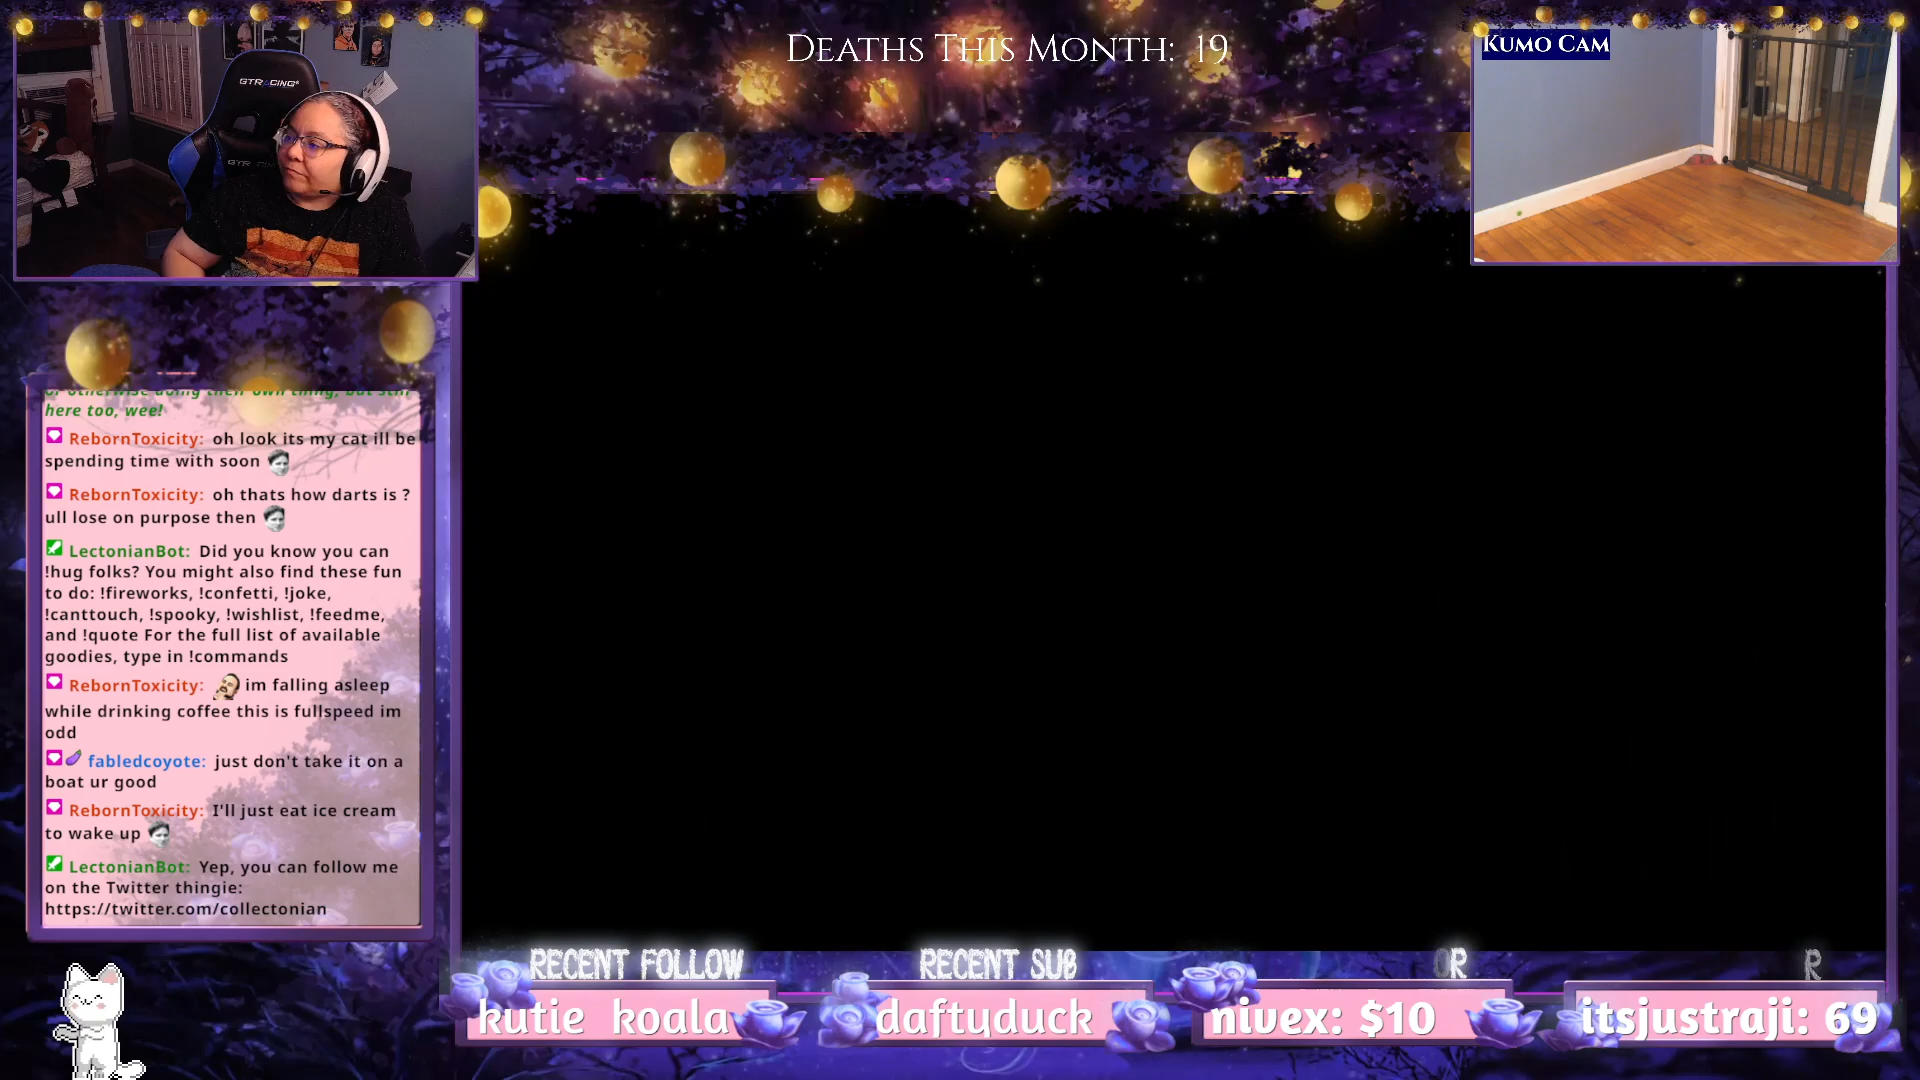 Deaths This Month: 19
Kumo Cam
GTRACING
here too, wee!
RebornToxicity: oh look its my cat ill be
spending time with soon
RebornToxicity: oh thats how darts is ?
ull lose on purpose then
LectonianBot: Did you know you can
!hug folks? You might also find these fun
to do: !fireworks, !confetti, !joke,
!canttouch, !spooky, !wishlist, !feedme,
and !quote For the full list of available
goodies, type in !commands
RebornToxicity: im falling asleep
while drinking coffee this is fullspeed im
odd
fabledcoyote: just don't take it on a
boat ur good
RebornToxicity: I'll just eat ice cream
to wake up
LectonianBot: Yep, you can follow me
on the Twitter thingie:
https://twitter.com/collectonian
RECENT FOLLOW
RECENT SUB
OR
R
kutie koala
daftyduck
nivex: $10
itsjustraji: 69